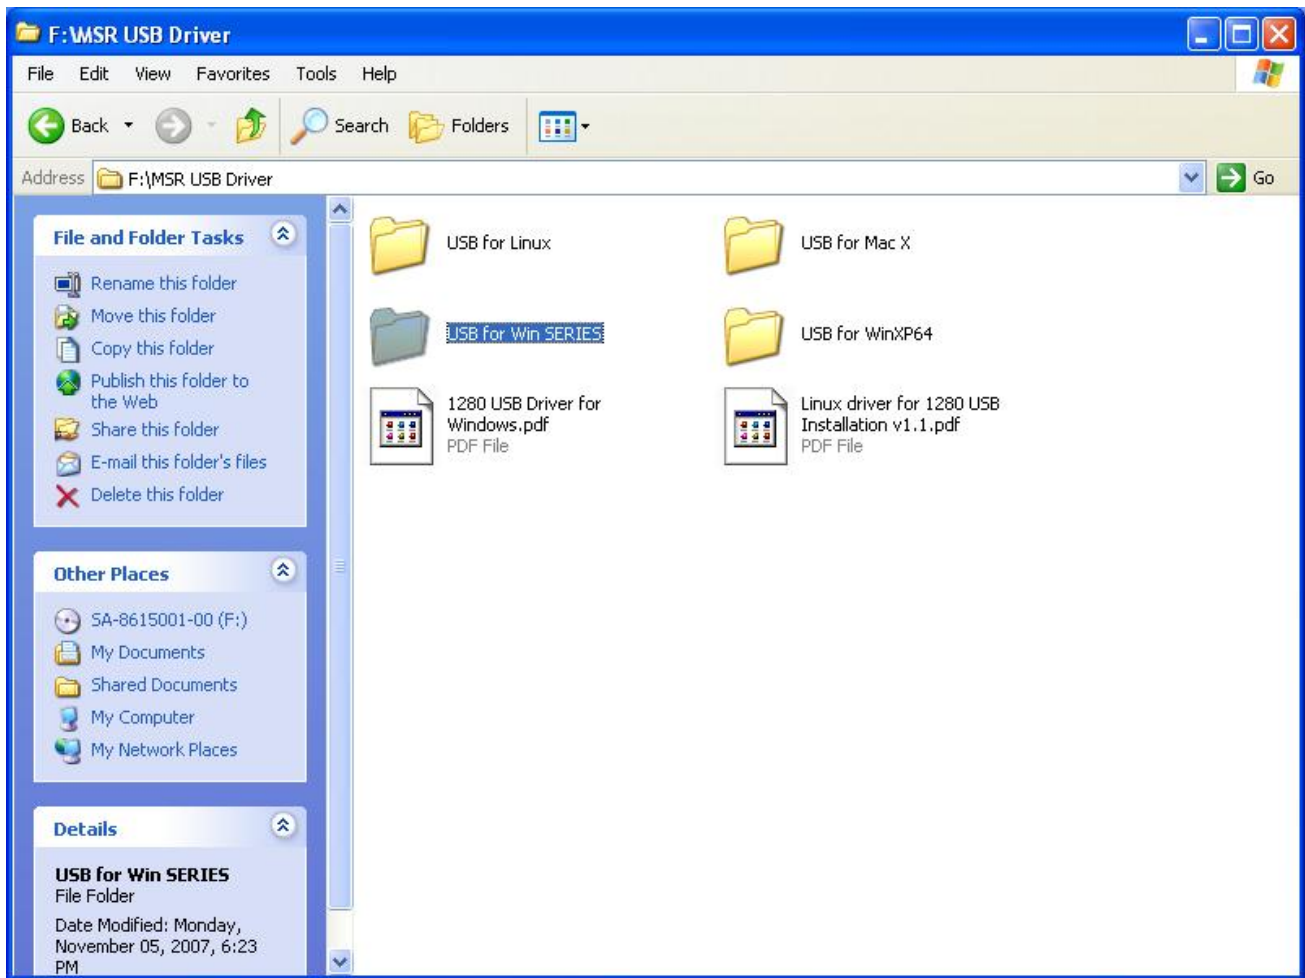 F:\MSR USB Driver
File Edit View Favorites Tools Help
Back Search Folders
Address F:\MSR USB Driver Go
File and Folder Tasks
Rename this folder
Move this folder
Copy this folder
Publish this folder to
the Web
Share this folder
E-mail this folder's files
Delete this folder
Other Places
SA-8615001-00 (F:)
My Documents
Shared Documents
My Computer
My Network Places
Details
USB for Win SERIES
File Folder
Date Modified: Monday,
November 05, 2007, 6:23
PM
USB for Linux
USB for Mac X
USB for Win SERIES
USB for WinXP64
1280 USB Driver for
Windows.pdf
PDF File
Linux driver for 1280 USB
Installation v1.1.pdf
PDF File